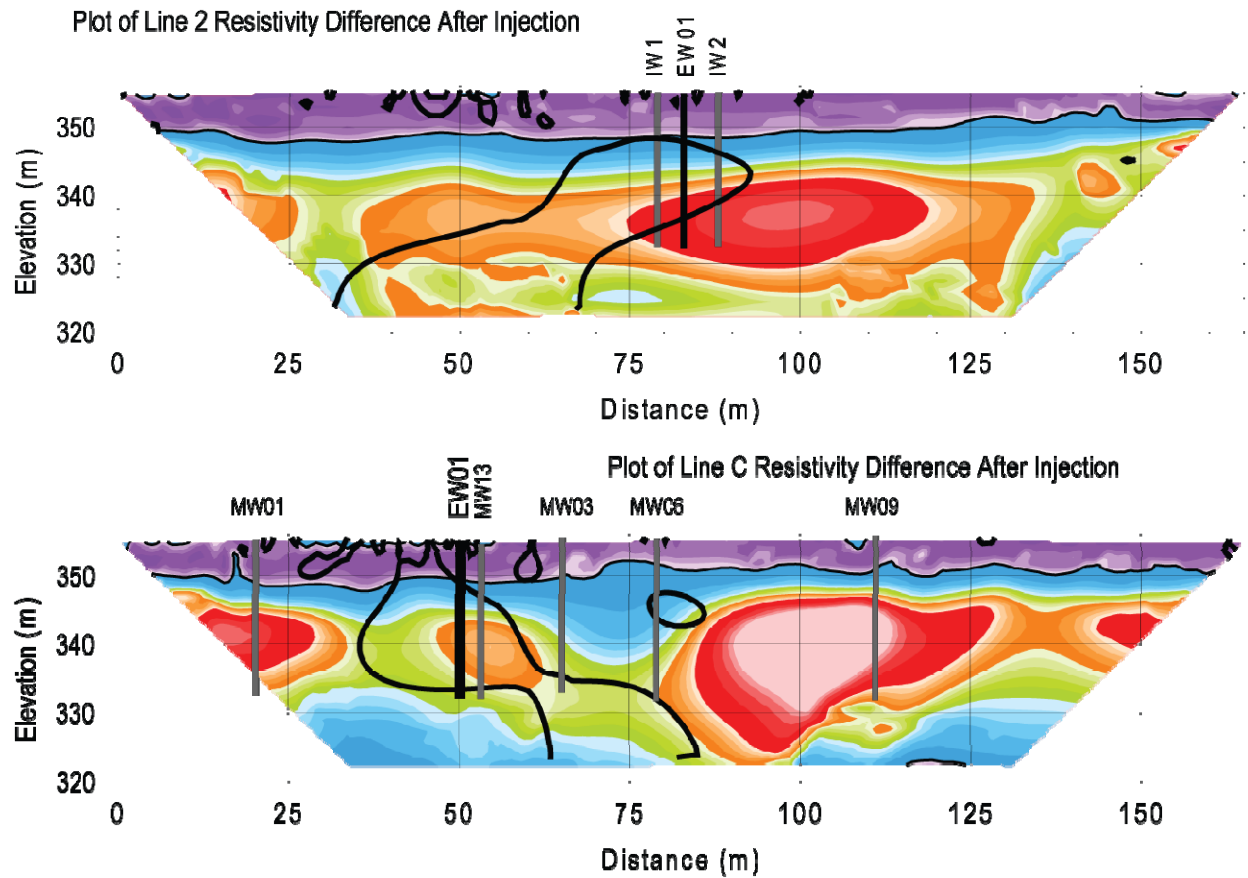 Plot of Line 2 Resistivity Difference After Injection
IW1
EW01
IW2
Elevation (m)
350
340
330
320
0 25 50 75 100 125 150
Distance (m)
Plot of Line C Resistivity Difference After Injection
MW01
EW01
MW13
MW03
MW06
MW09
Elevation (m)
350
340
330
320
0 25 50 75 100 125 150
Distance (m)